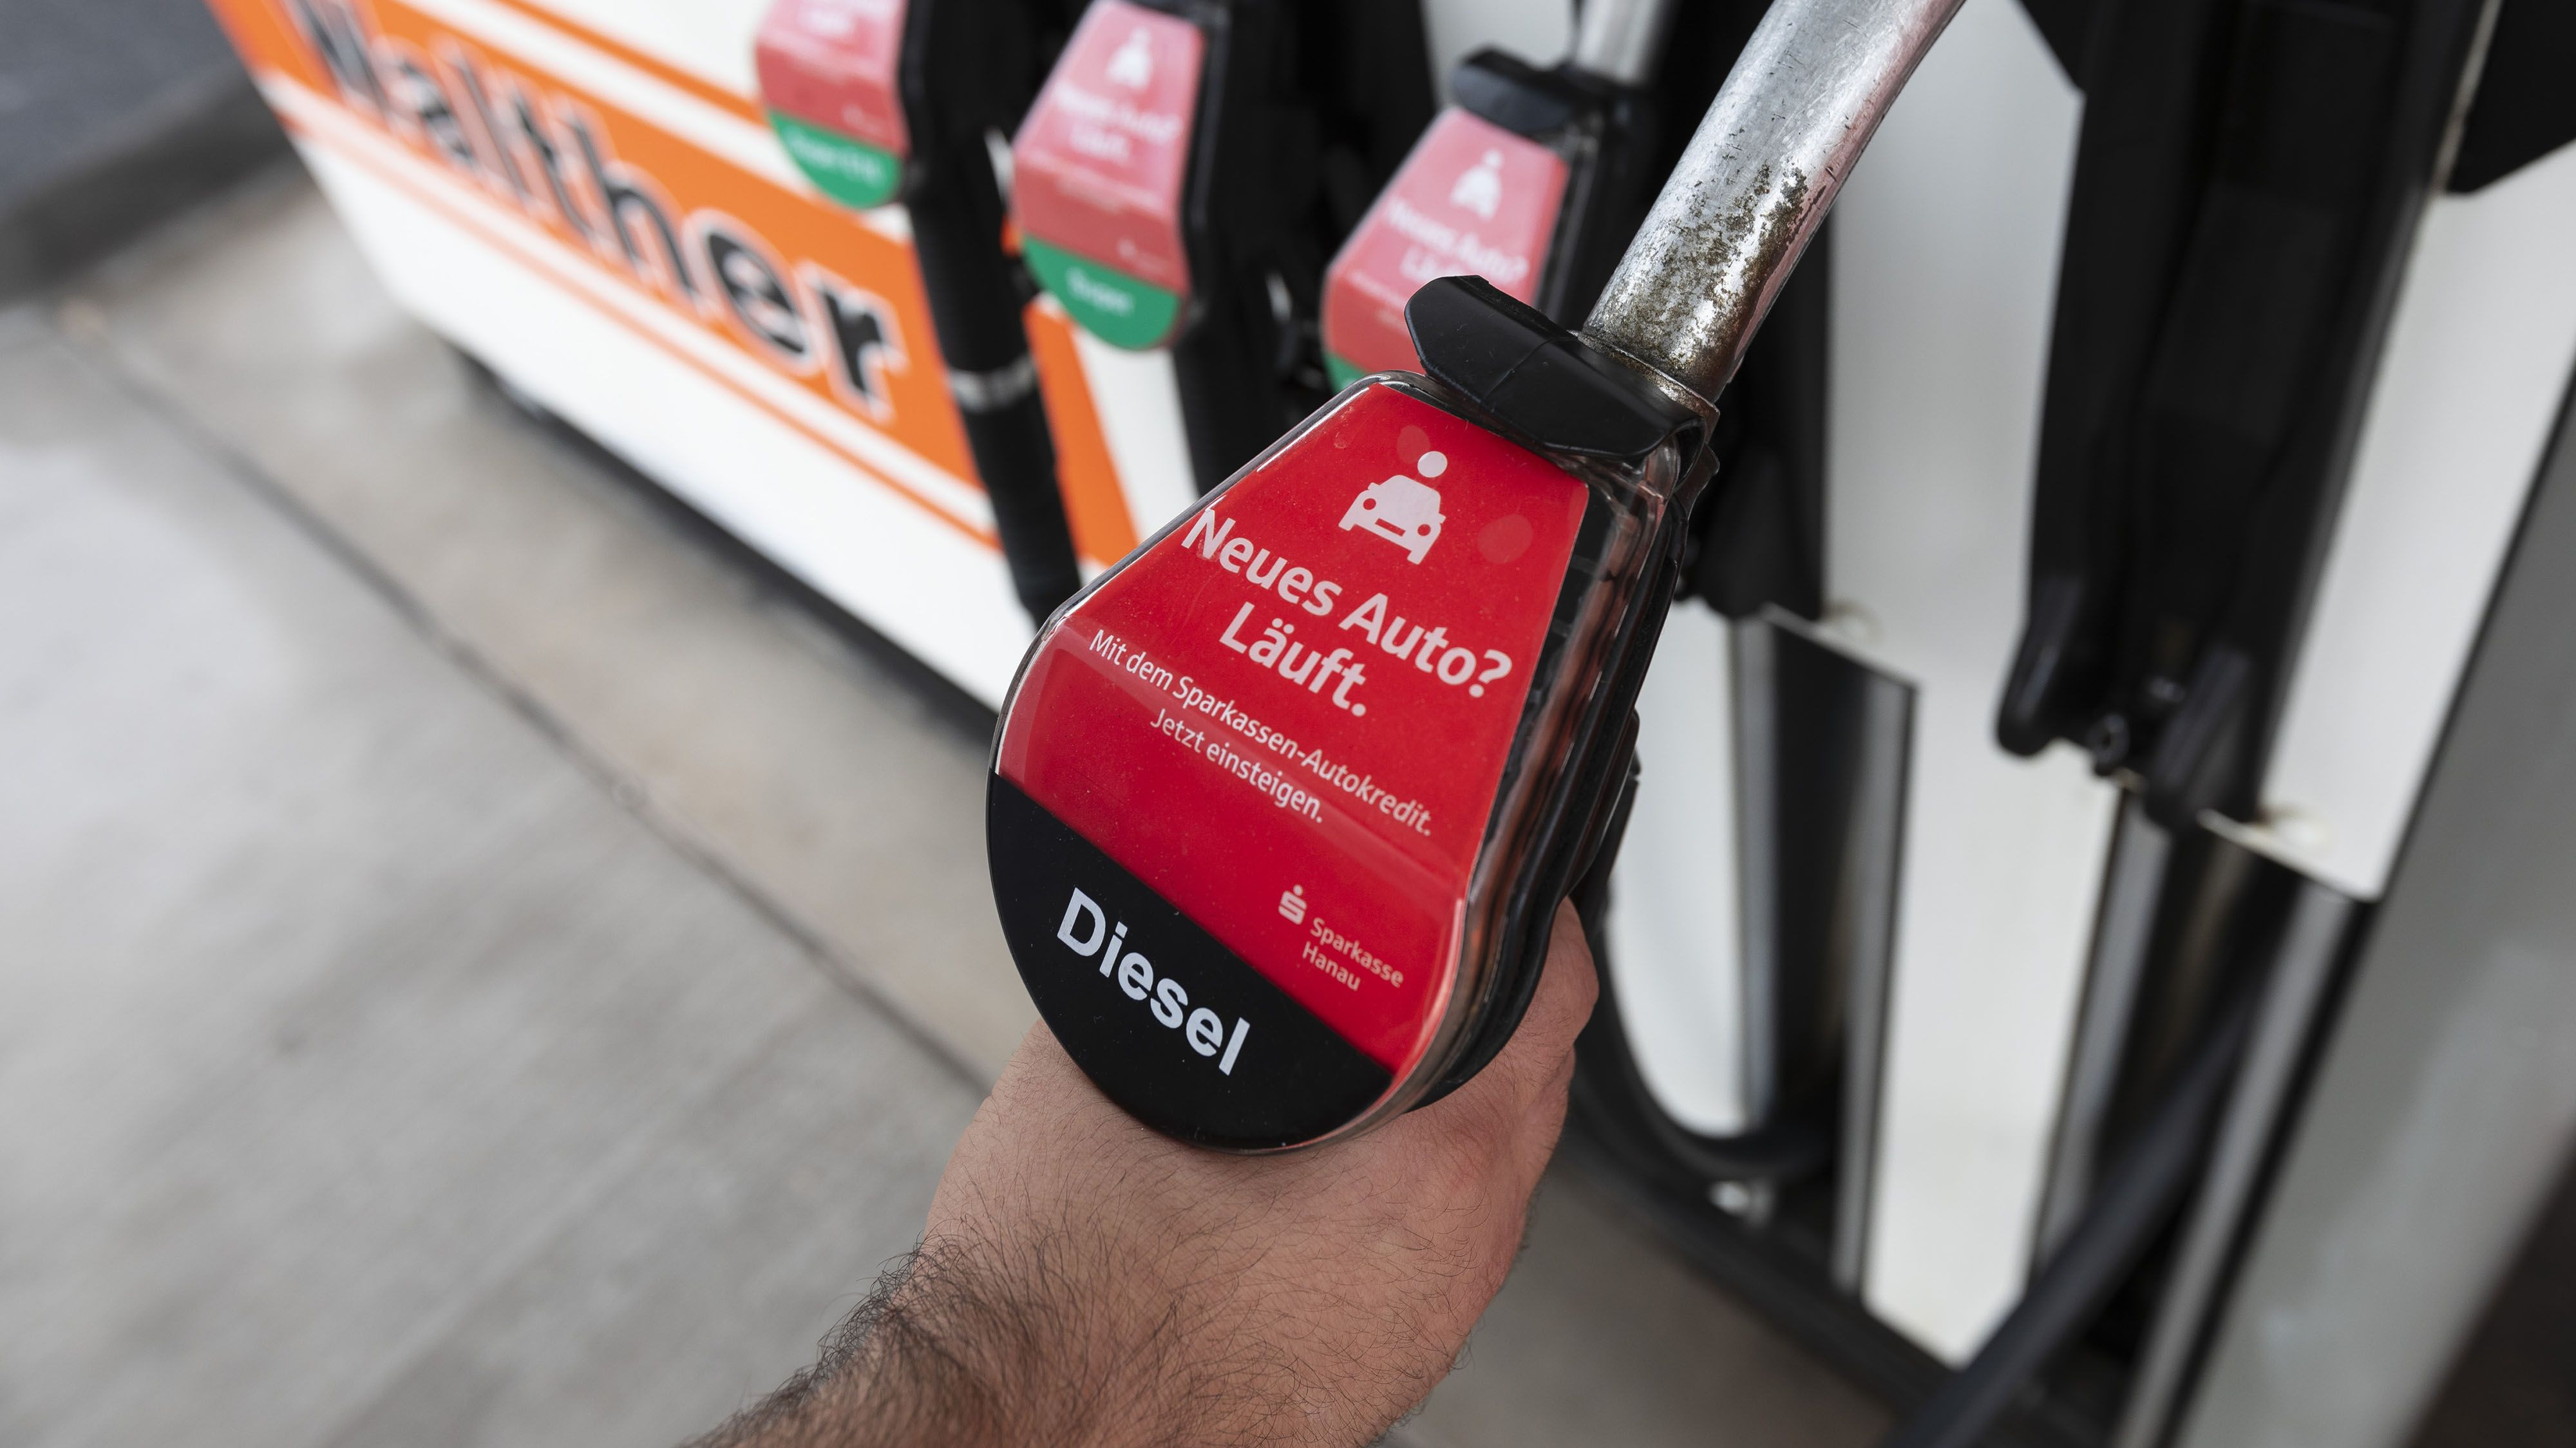 Walther
Neues Auto?
Läuft.
Super
Neues Auto?
Neues Auto?
Läuft.
Mit dem Sparkassen-Autokredit.
Jetzt einsteigen.
Sparkasse
Hanau
Diesel